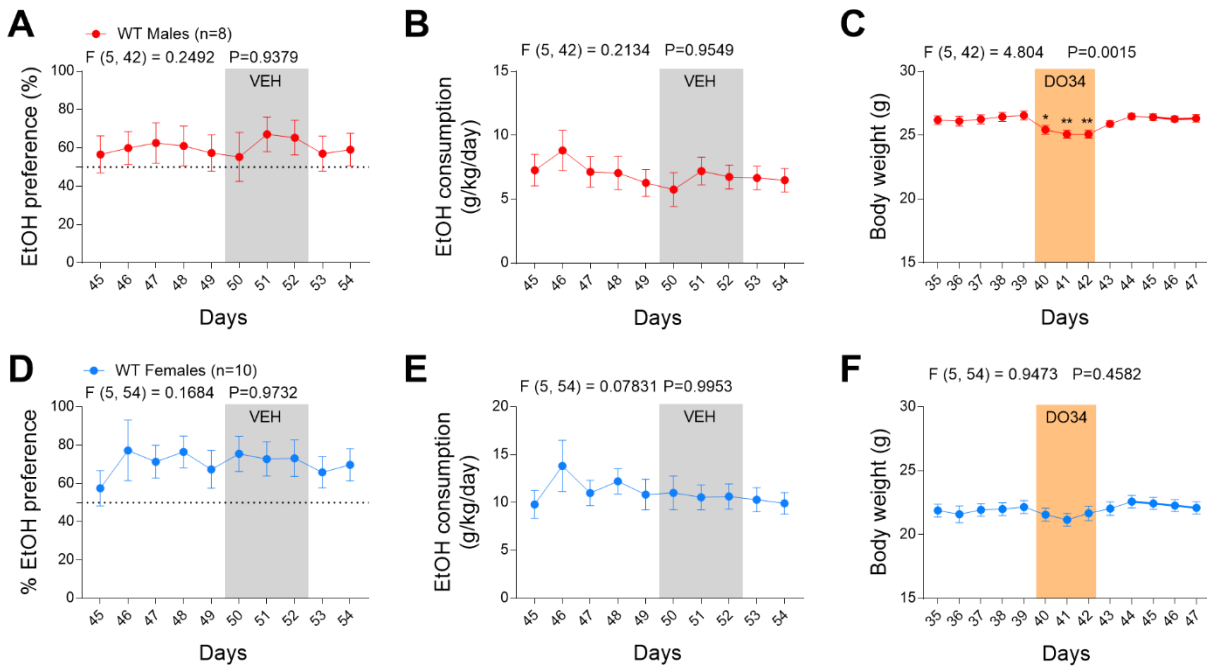 A
WT Males (n=8)
F (5, 42) = 0.2492 P=0.9379
EtOH preference (%)
100
80
60
40
20
0
VEH
45 46 47 48 49 50 51 52 53 54
Days
B
F (5, 42) = 0.2134 P=0.9549
EtOH consumption
(g/kg/day)
15
10
5
0
VEH
45 46 47 48 49 50 51 52 53 54
Days
C
F (5, 42) = 4.804 P=0.0015
Body weight (g)
30
25
20
15
DO34
* ** **
35 36 37 38 39 40 41 42 43 44 45 46 47
Days
D
WT Females (n=10)
F (5, 54) = 0.1684 P=0.9732
% EtOH preference
100
80
60
40
20
0
VEH
45 46 47 48 49 50 51 52 53 54
Days
E
F (5, 54) = 0.07831 P=0.9953
EtOH consumption
(g/kg/day)
20
15
10
5
0
VEH
45 46 47 48 49 50 51 52 53 54
Days
F
F (5, 54) = 0.9473 P=0.4582
Body weight (g)
30
25
20
15
DO34
35 36 37 38 39 40 41 42 43 44 45 46 47
Days